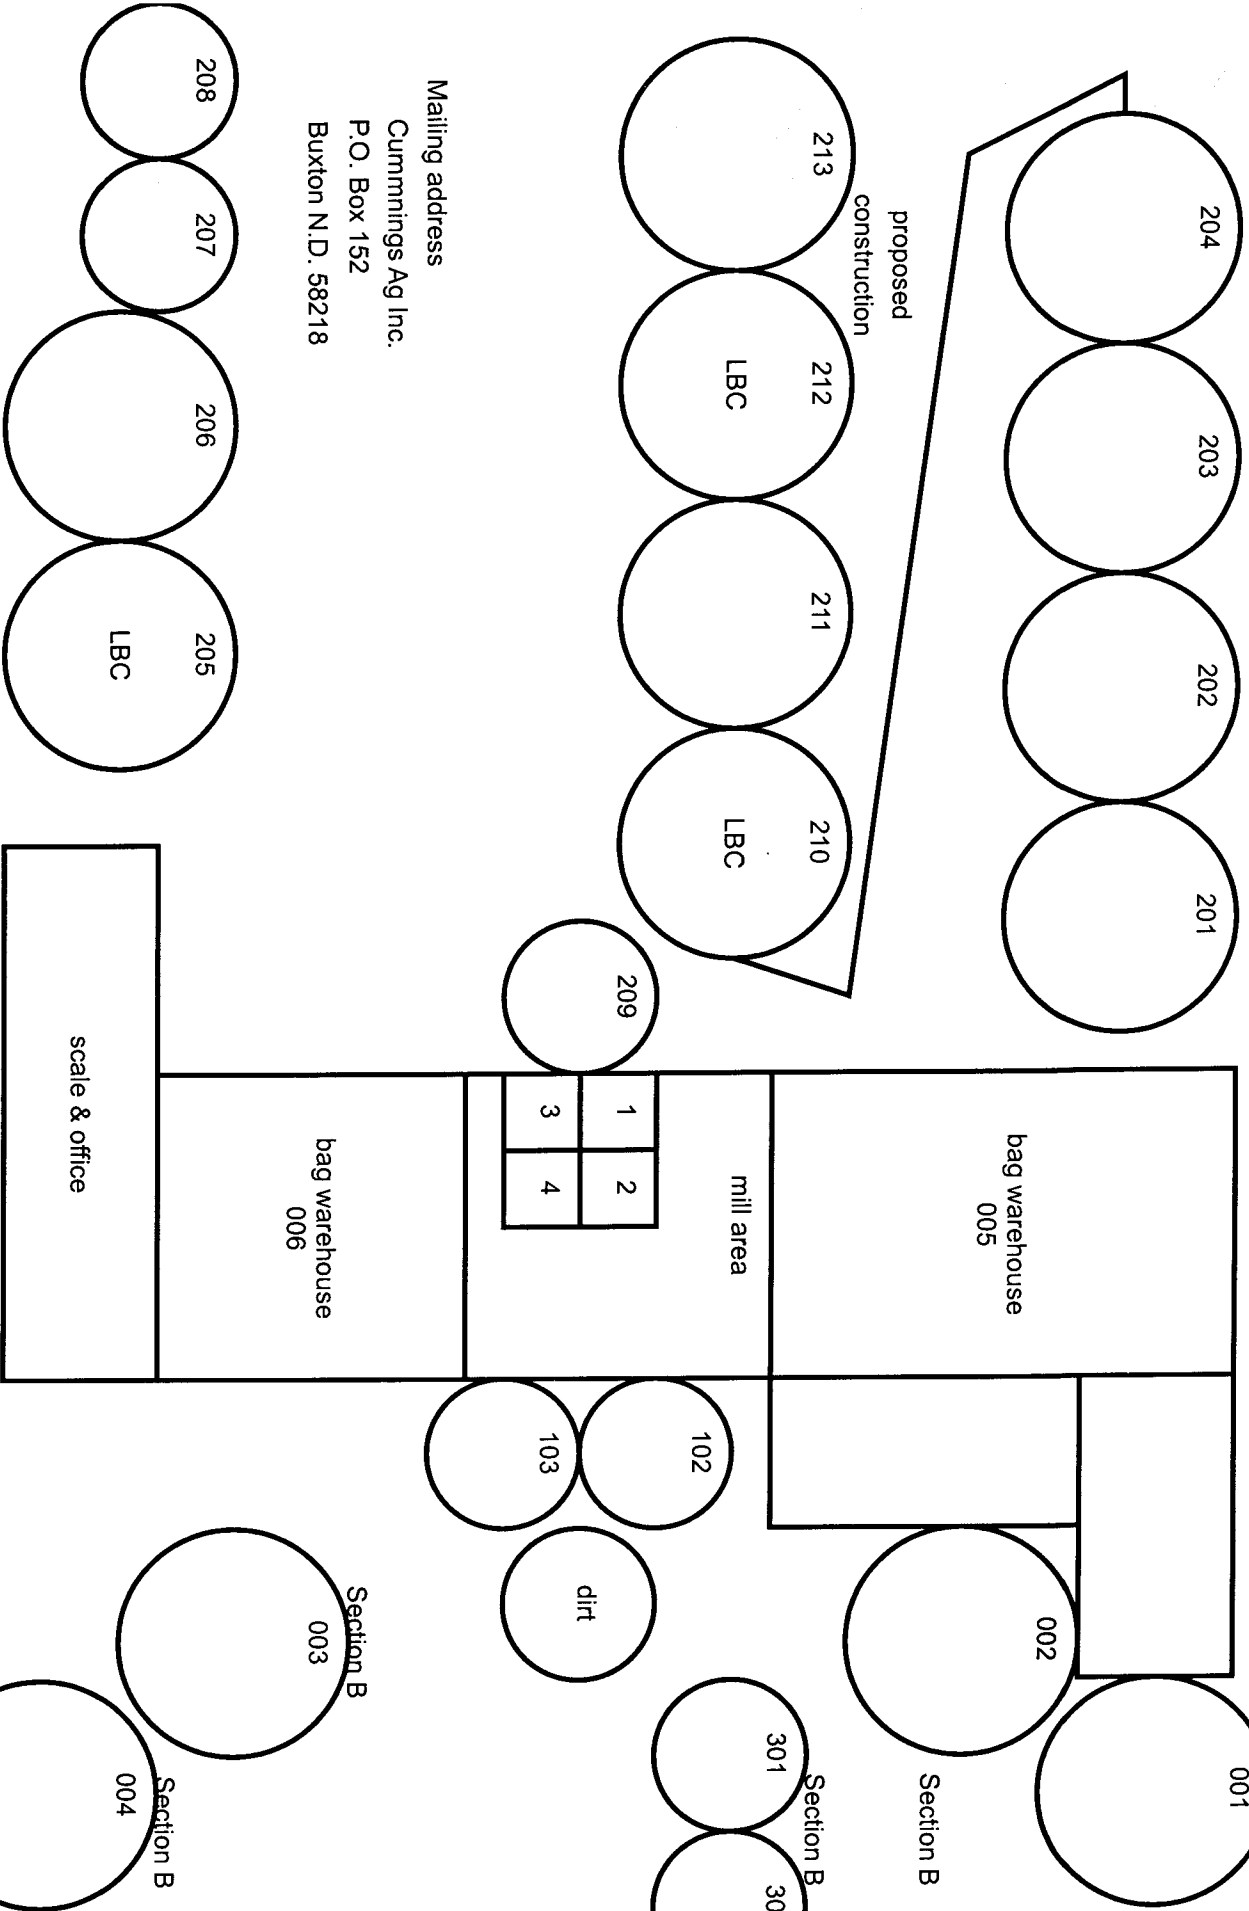 204
203
202
201
proposed
construction
213
212
LBC
211
210
LBC
209
Mailing address
Cummnings Ag Inc.
P.O. Box 152
Buxton N.D. 58218
208
207
206
205
LBC
bag warehouse
005
mill area
1
2
3
4
bag warehouse
006
scale & office
001
002
Section B
102
103
dirt
301
Section B
30
003
Section B
004
Section B